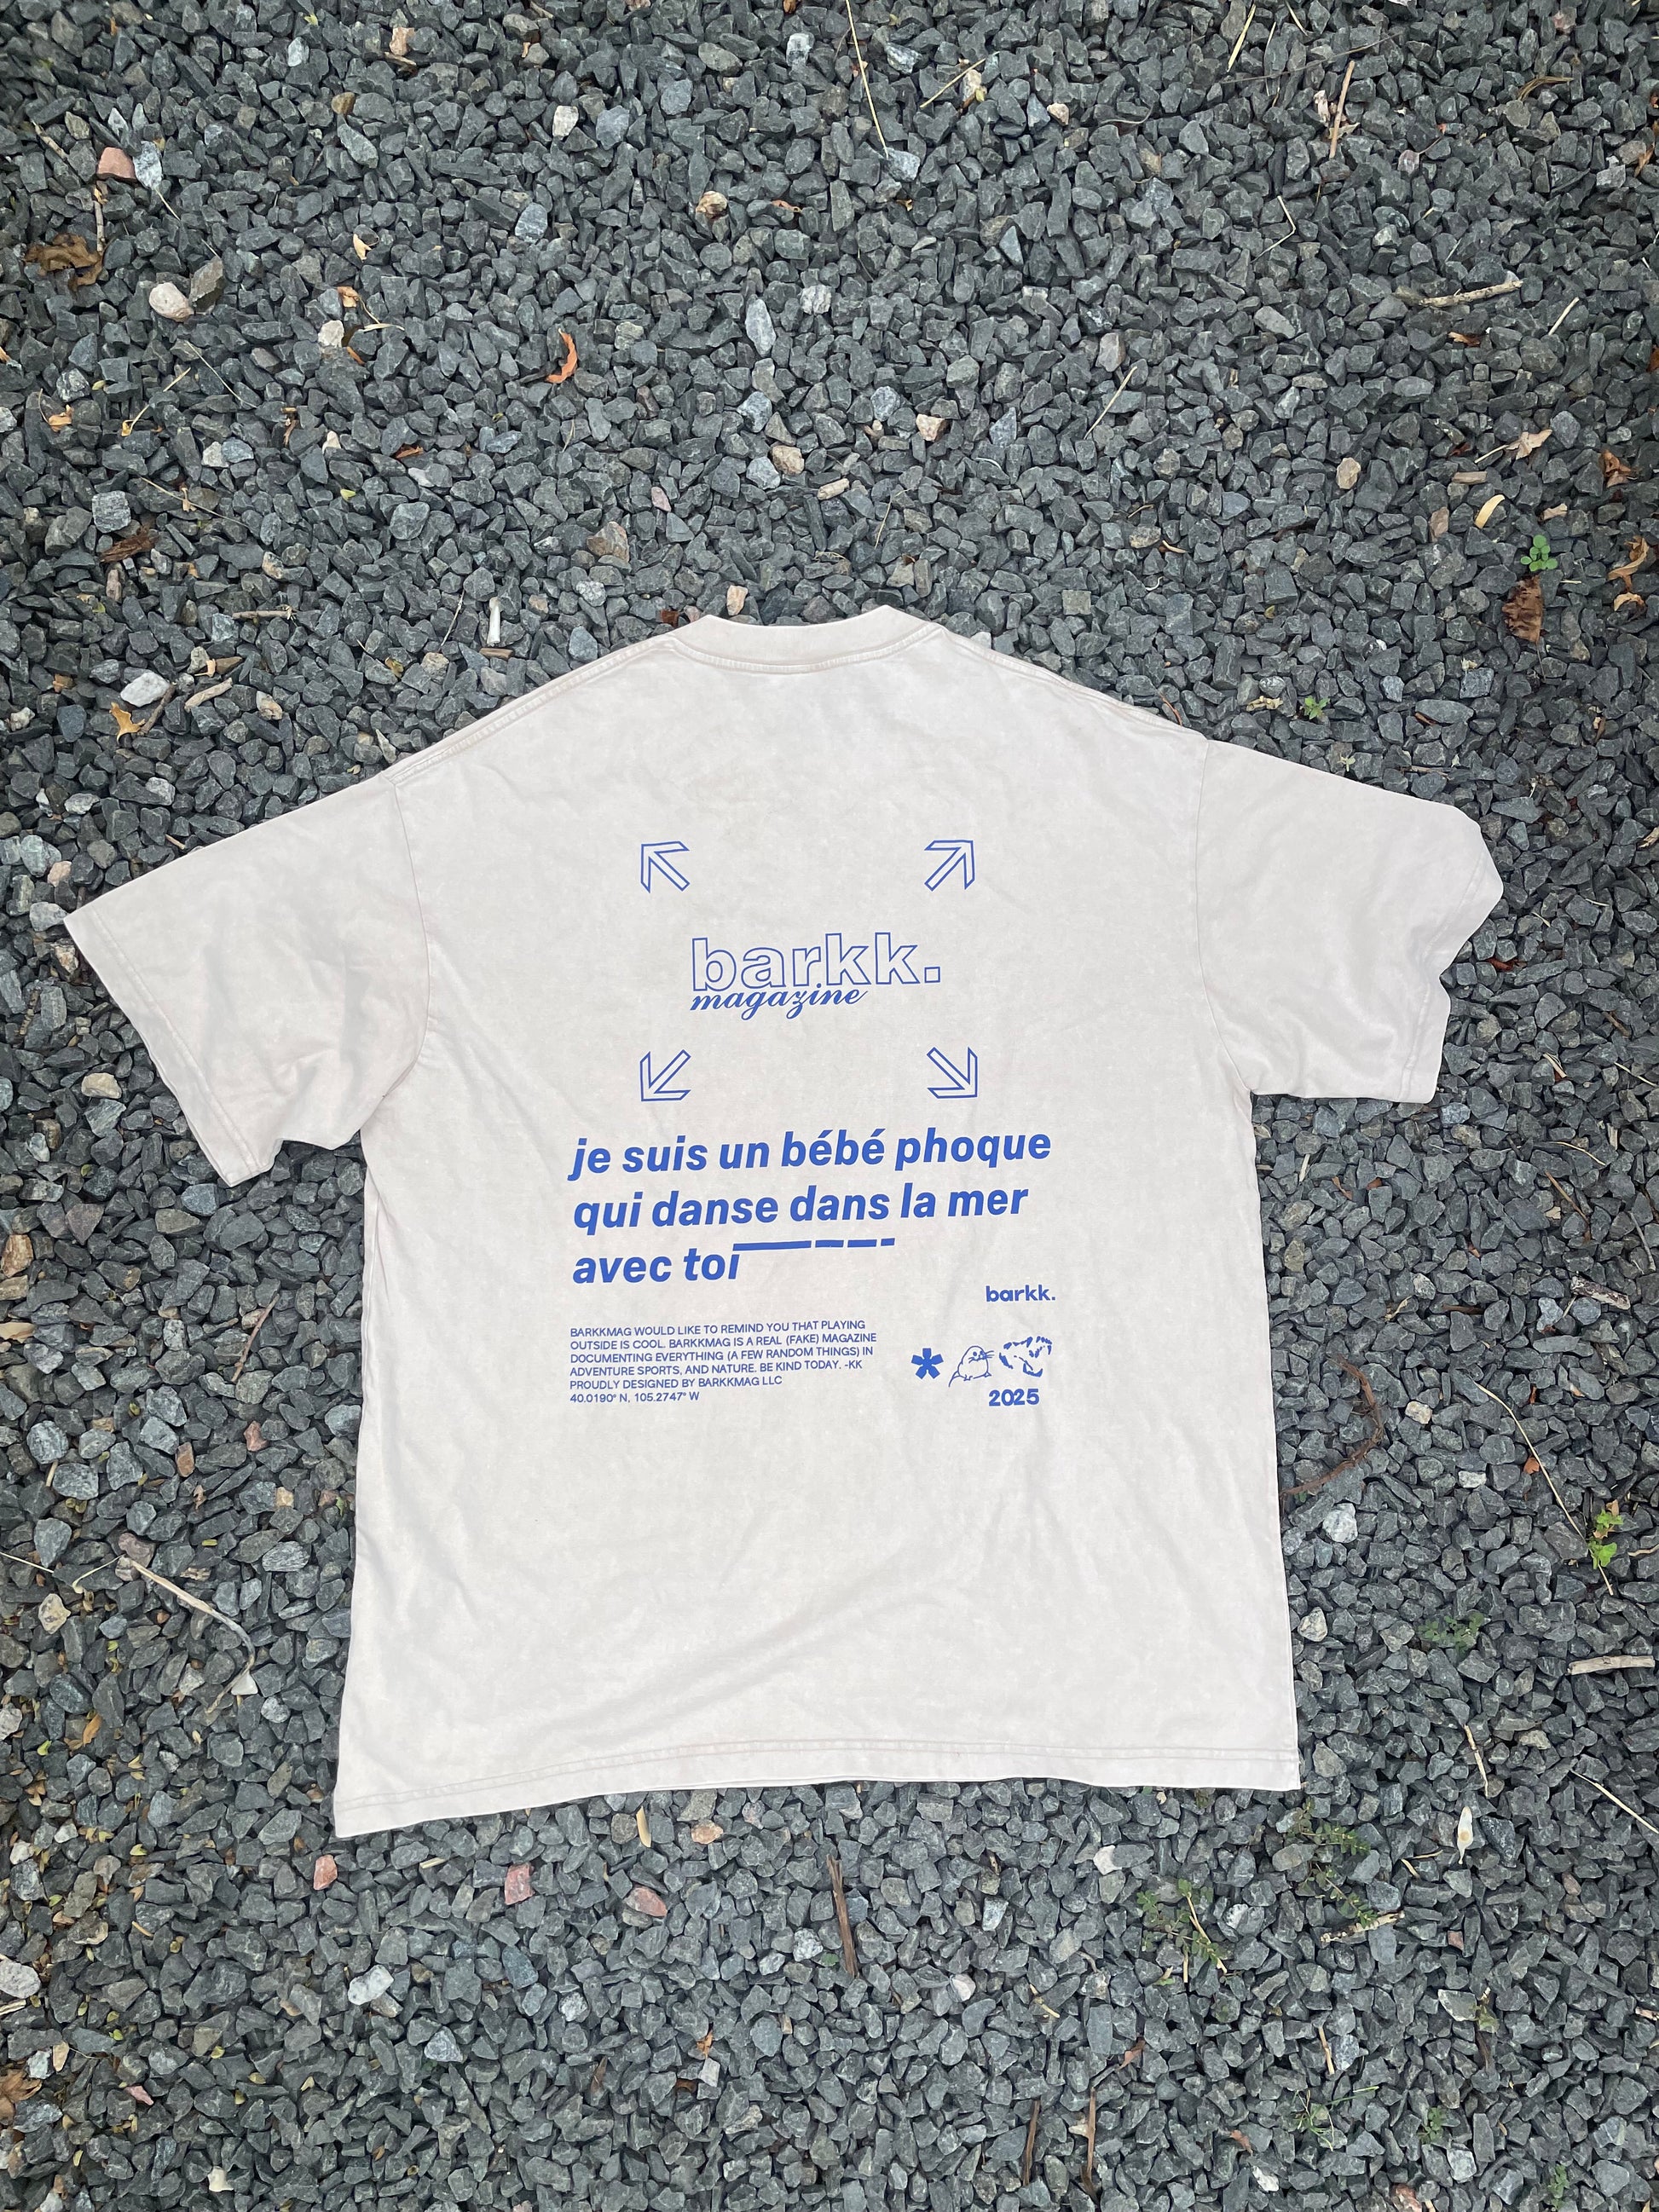 barkk.
magazine
je suis un bébé phoque
qui danse dans la mer
avec toi
barkk.
BARKKMAG WOULD LIKE TO REMIND YOU THAT PLAYING
OUTSIDE IS COOL. BARKKMAG IS A REAL (FAKE) MAGAZINE
DOCUMENTING EVERYTHING (A FEW RANDOM THINGS) IN
ADVENTURE SPORTS, AND NATURE. BE KIND TODAY. -KK
PROUDLY DESIGNED BY BARKKMAG LLC
40.0190° N, 105.2747° W
2025